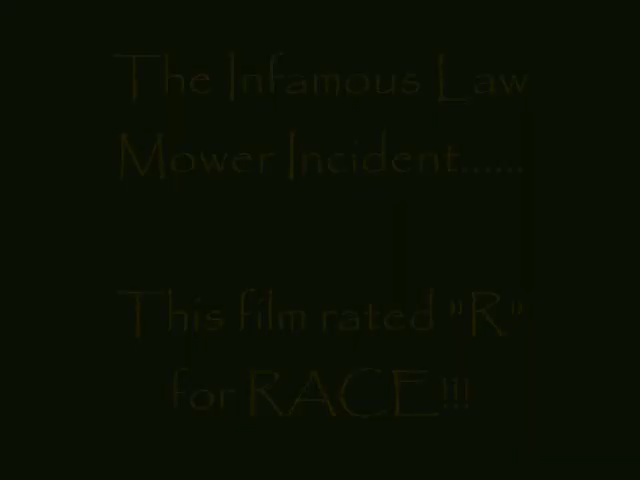 The Infamous Law
Mower Incident......
This film rated "R"
for RACE!!!